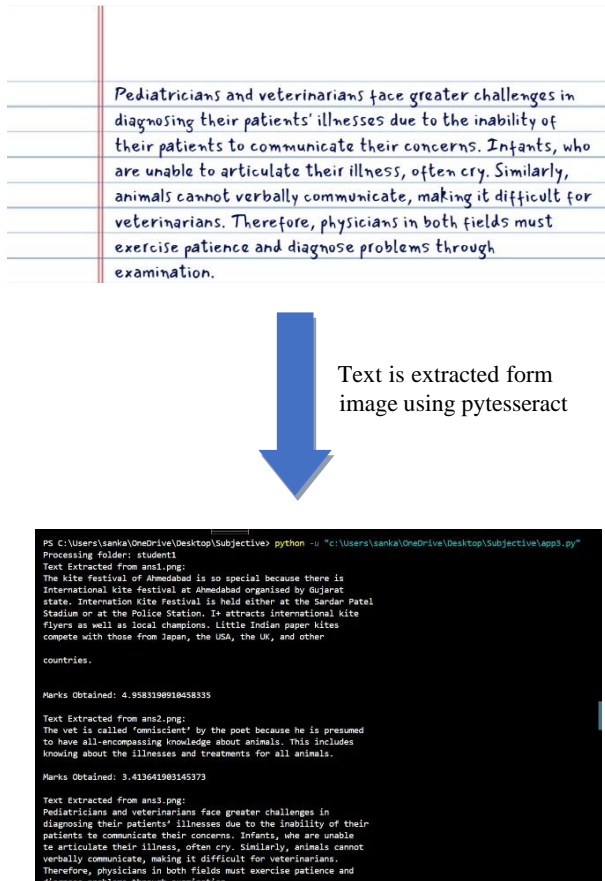 Pediatricians and veterinarians face greater challenges in
diagnosing their patients' illnesses due to the inability of
their patients to communicate their concerns. Infants, who
are unable to articulate their illness, often cry. Similarly,
animals cannot verbally communicate, making it difficult for
veterinarians. Therefore, physicians in both fields must
exercise patience and diagnose problems through
examination.
Text is extracted form
image using pytesseract
PS C:\Users\sanka\OneDrive\Desktop\Subjective> python -u "c:\Users\sanka\OneDrive\Desktop\Subjective\app3.py"
Processing folder: student1
Text Extracted from ans1.png:
The kite festival of Ahmedabad is so special because there is
International kite festival at Ahmedabad organised by Gujarat
state. Internation Kite Festival is held either at the Sardar Patel
Stadium or at the Police Station. I+ attracts international kite
flyers as well as local champions. Little Indian paper kites
compete with those from Japan, the USA, the UK, and other
countries.
Marks Obtained: 4.9583190910458335
Text Extracted from ans2.png:
The vet is called ‘omniscient’ by the poet because he is presumed
to have all-encompassing knowledge about animals. This includes
knowing about the illnesses and treatments for all animals.
Marks Obtained: 3.413641903145373
Text Extracted from ans3.png:
Pediatricians and veterinarians face greater challenges in
diagnosing their patients’ illnesses due to the inability of their
patients te communicate their concerns. Infants, whe are unable
te articulate their illness, often cry. Similarly, animals cannot
verbally communicate, making it difficult for veterinarians.
Therefore, physicians in both fields must exercise patience and
diagnose problems through examination.